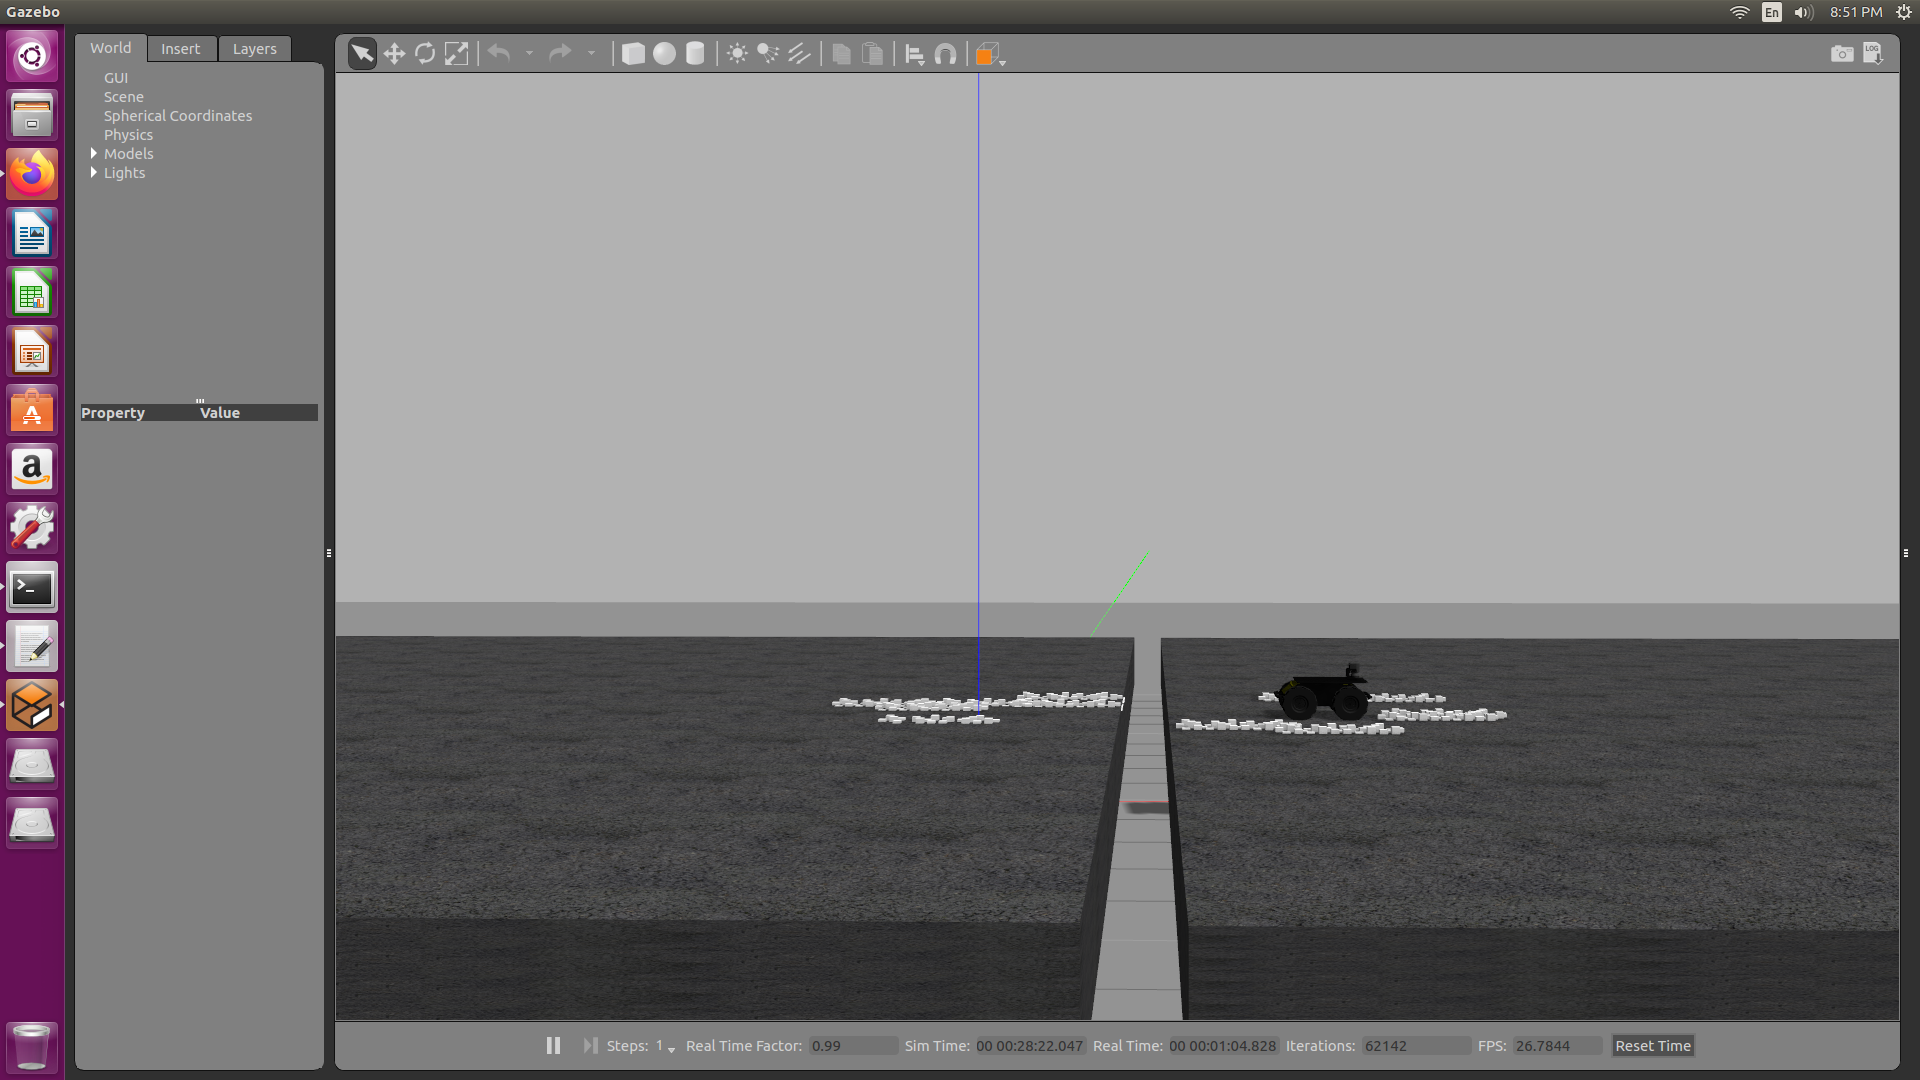 Gazebo
En
8:51 PM
World
Insert
Layers
LOG
GUI
Scene
Spherical Coordinates
Physics
Models
Lights
Property Value
Steps: 1 Real Time Factor: 0.99 Sim Time: 00 00:28:22.047 Real Time: 00 00:01:04.828 Iterations: 62142 FPS: 26.7844 Reset Time